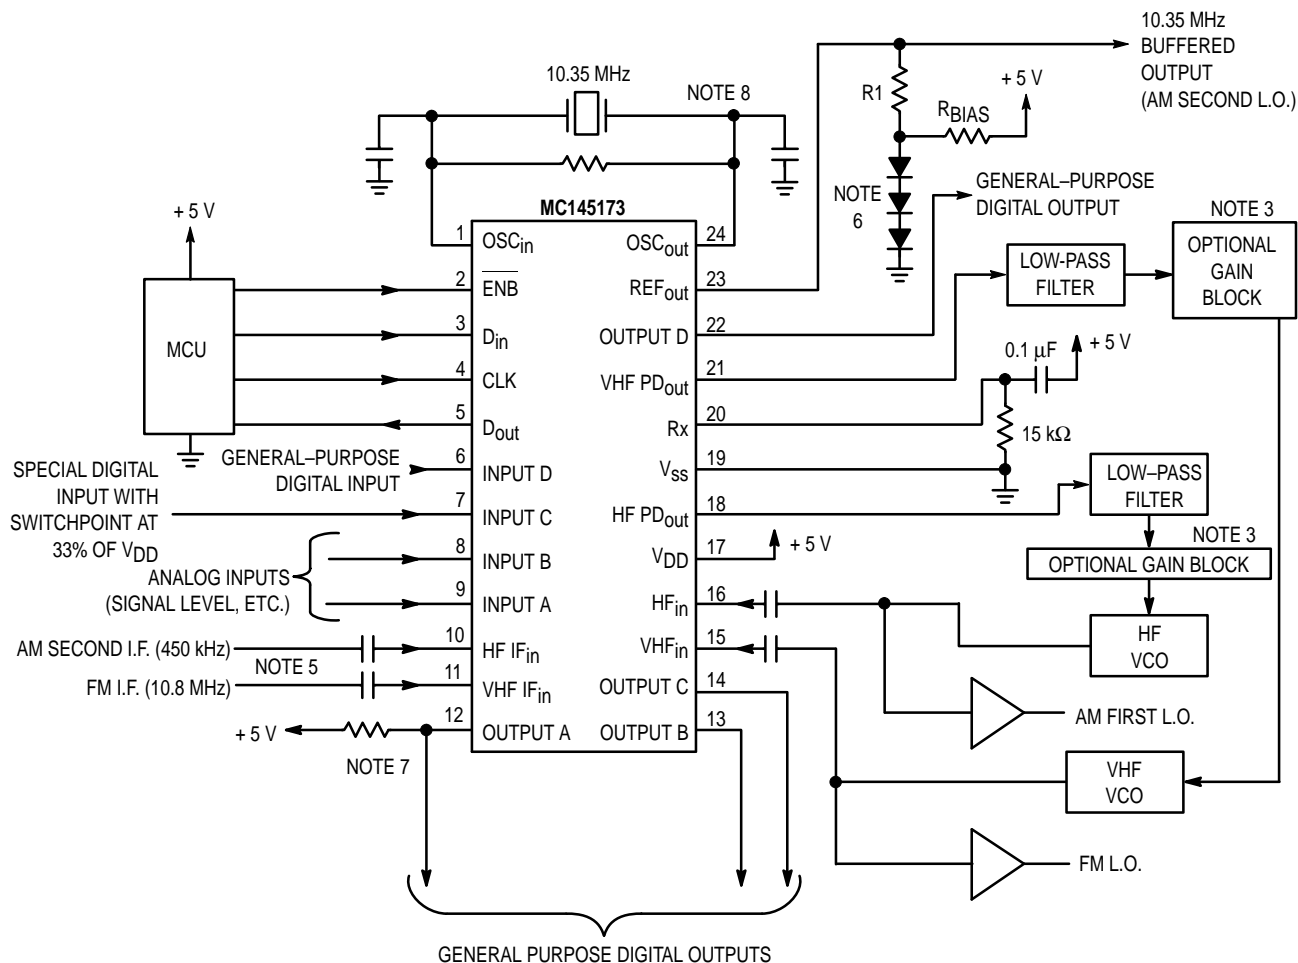 10.35 MHz
BUFFERED
OUTPUT
(AM SECOND L.O.)
10.35 MHz
NOTE 8
R1
RBIAS
+ 5 V
NOTE
6
GENERAL–PURPOSE
DIGITAL OUTPUT
+ 5 V
MC145173
NOTE 3
1
OSCin
OSCout
24
LOW-PASS
FILTER
OPTIONAL
GAIN
BLOCK
2
ENB
REFout
23
MCU
3
Din
OUTPUT D
22
0.1 µF
+ 5 V
4
CLK
VHF PDout
21
5
Dout
Rx
20
15 kΩ
GENERAL–PURPOSE
DIGITAL INPUT
6
INPUT D
Vss
19
SPECIAL DIGITAL
INPUT WITH
SWITCHPOINT AT
33% OF VDD
7
INPUT C
HF PDout
18
LOW–PASS
FILTER
NOTE 3
8
INPUT B
VDD
17
+ 5 V
OPTIONAL GAIN BLOCK
ANALOG INPUTS
(SIGNAL LEVEL, ETC.)
9
INPUT A
HFin
16
HF
VCO
AM SECOND I.F. (450 kHz)
10
HF IFin
VHFin
15
NOTE 5
FM I.F. (10.8 MHz)
11
VHF IFin
OUTPUT C
14
+ 5 V
12
OUTPUT A
OUTPUT B
13
AM FIRST L.O.
NOTE 7
VHF
VCO
FM L.O.
GENERAL PURPOSE DIGITAL OUTPUTS